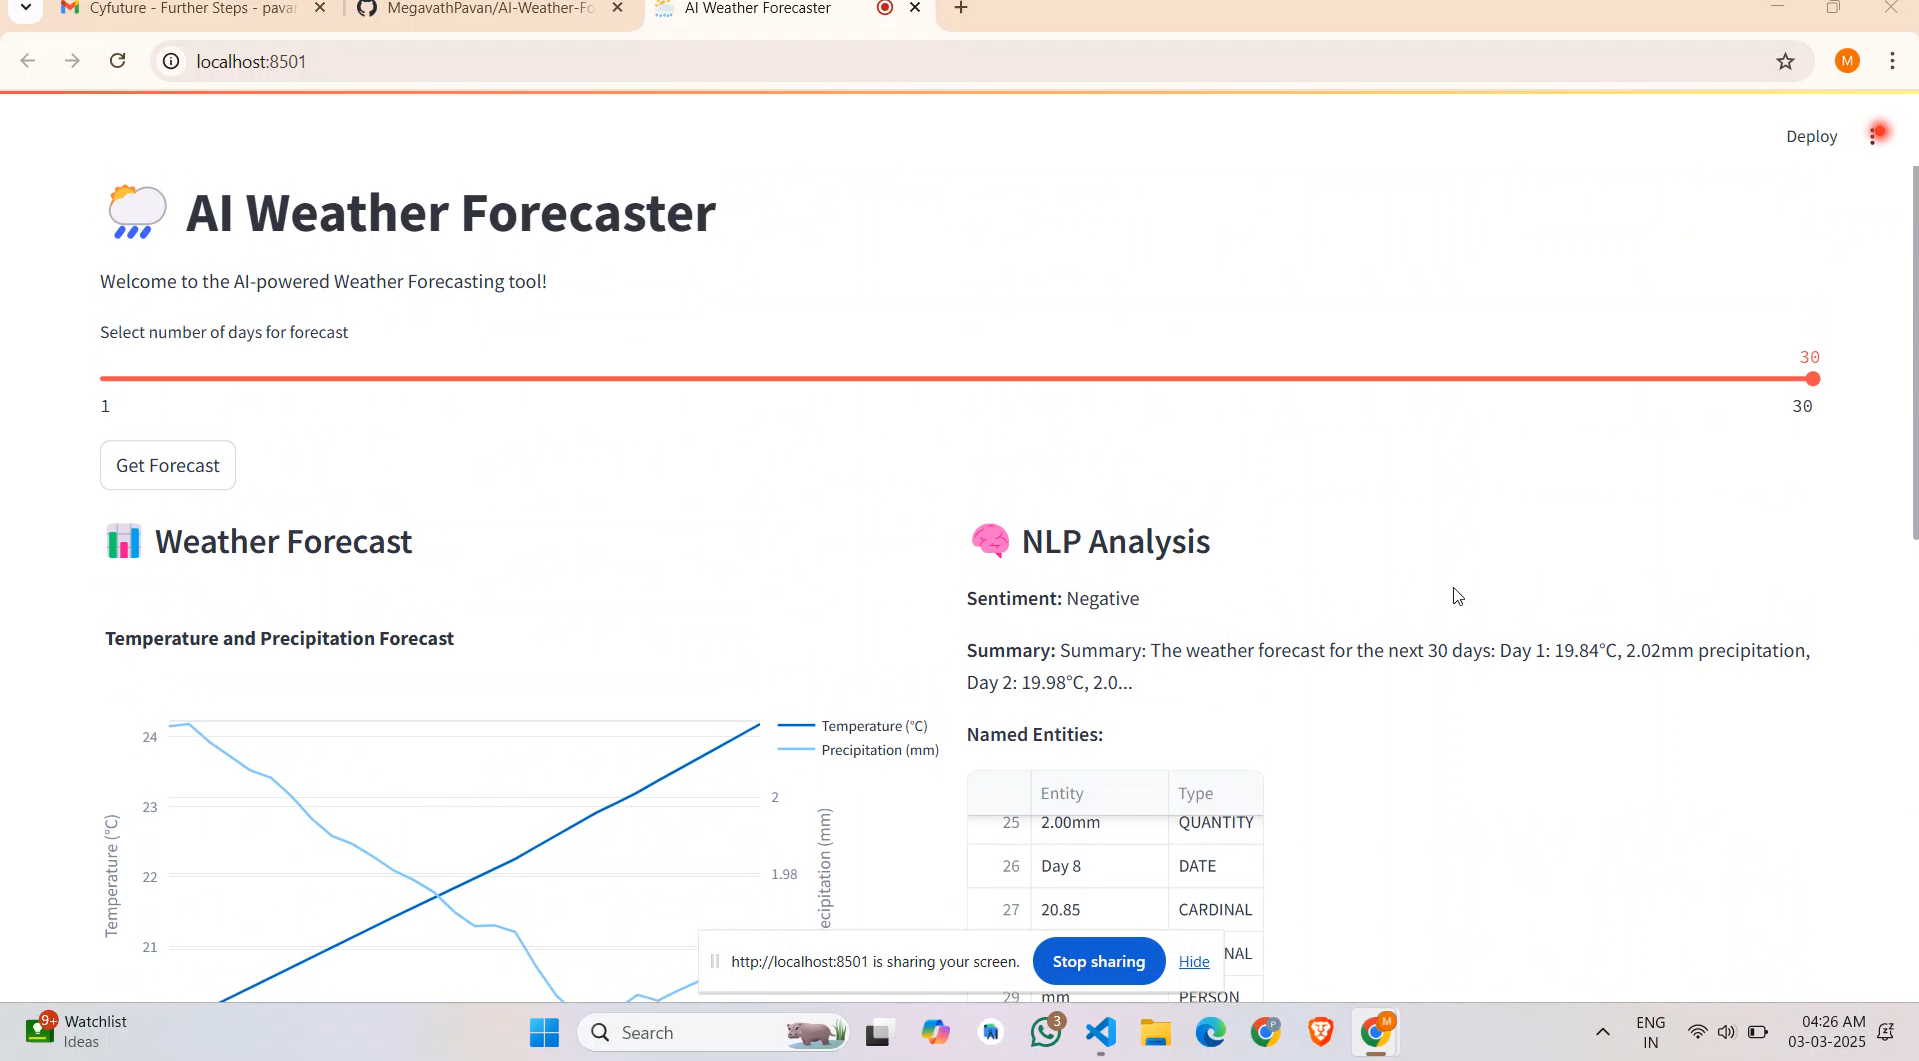 Cyfuture - Further Steps - pavan
MegavathPavan/AI-Weather-Fo
AI Weather Forecaster
localhost:8501
M
Deploy
AI Weather Forecaster
Welcome to the AI-powered Weather Forecasting tool!
Select number of days for forecast
30
1
30
Get Forecast
Weather Forecast
Temperature and Precipitation Forecast
24
23
22
21
Temperature (°C)
Temperature (°C)
Precipitation (mm)
2
1.98
ecipitation (mm)
NLP Analysis
Sentiment: Negative
Summary: Summary: The weather forecast for the next 30 days: Day 1: 19.84°C, 2.02mm precipitation,
Day 2: 19.98°C, 2.0...
Named Entities:
Entity Type
25 2.00mm QUANTITY
26 Day 8 DATE
27 20.85 CARDINAL
NAL
29 mm PERSON
http://localhost:8501 is sharing your screen.
Stop sharing
Hide
9+
Watchlist
Ideas
Search
3
P
M
ENG
IN
04:26 AM
03-03-2025